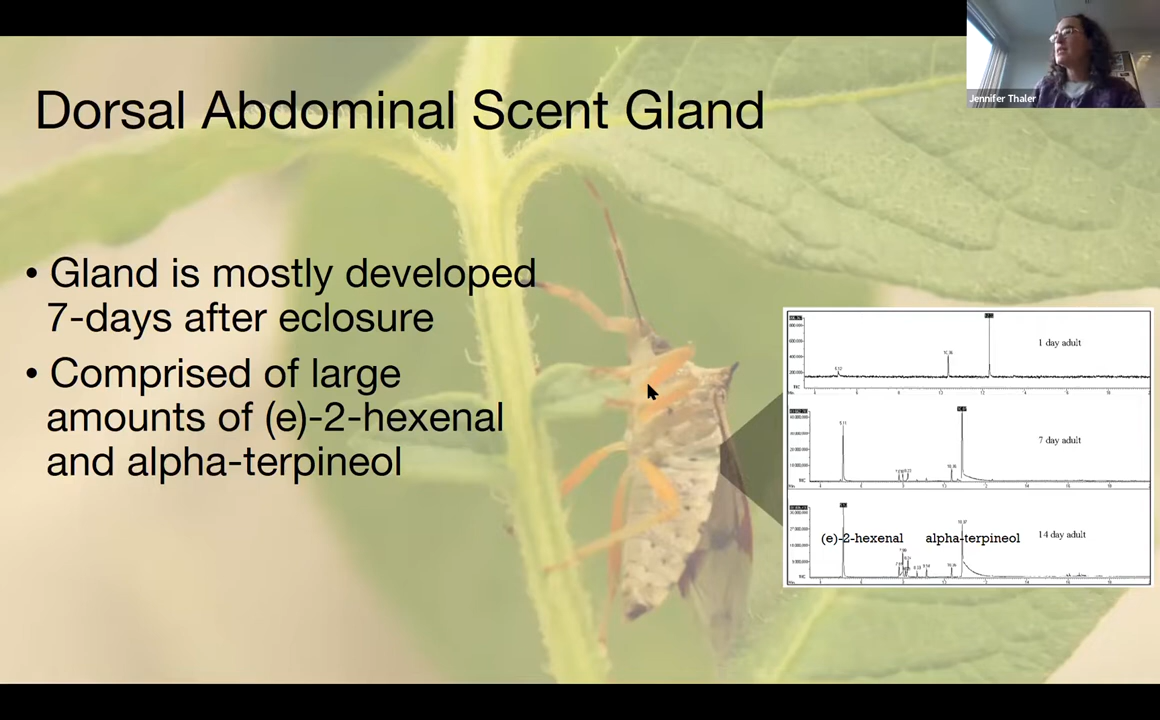 Jennifer Thaler
Dorsal Abdominal Scent Gland
• Gland is mostly developed
7-days after eclosure
• Comprised of large
amounts of (e)-2-hexenal
and alpha-terpineol
1 day adult
7 day adult
(e)-2-hexenal alpha-terpineol 14 day adult